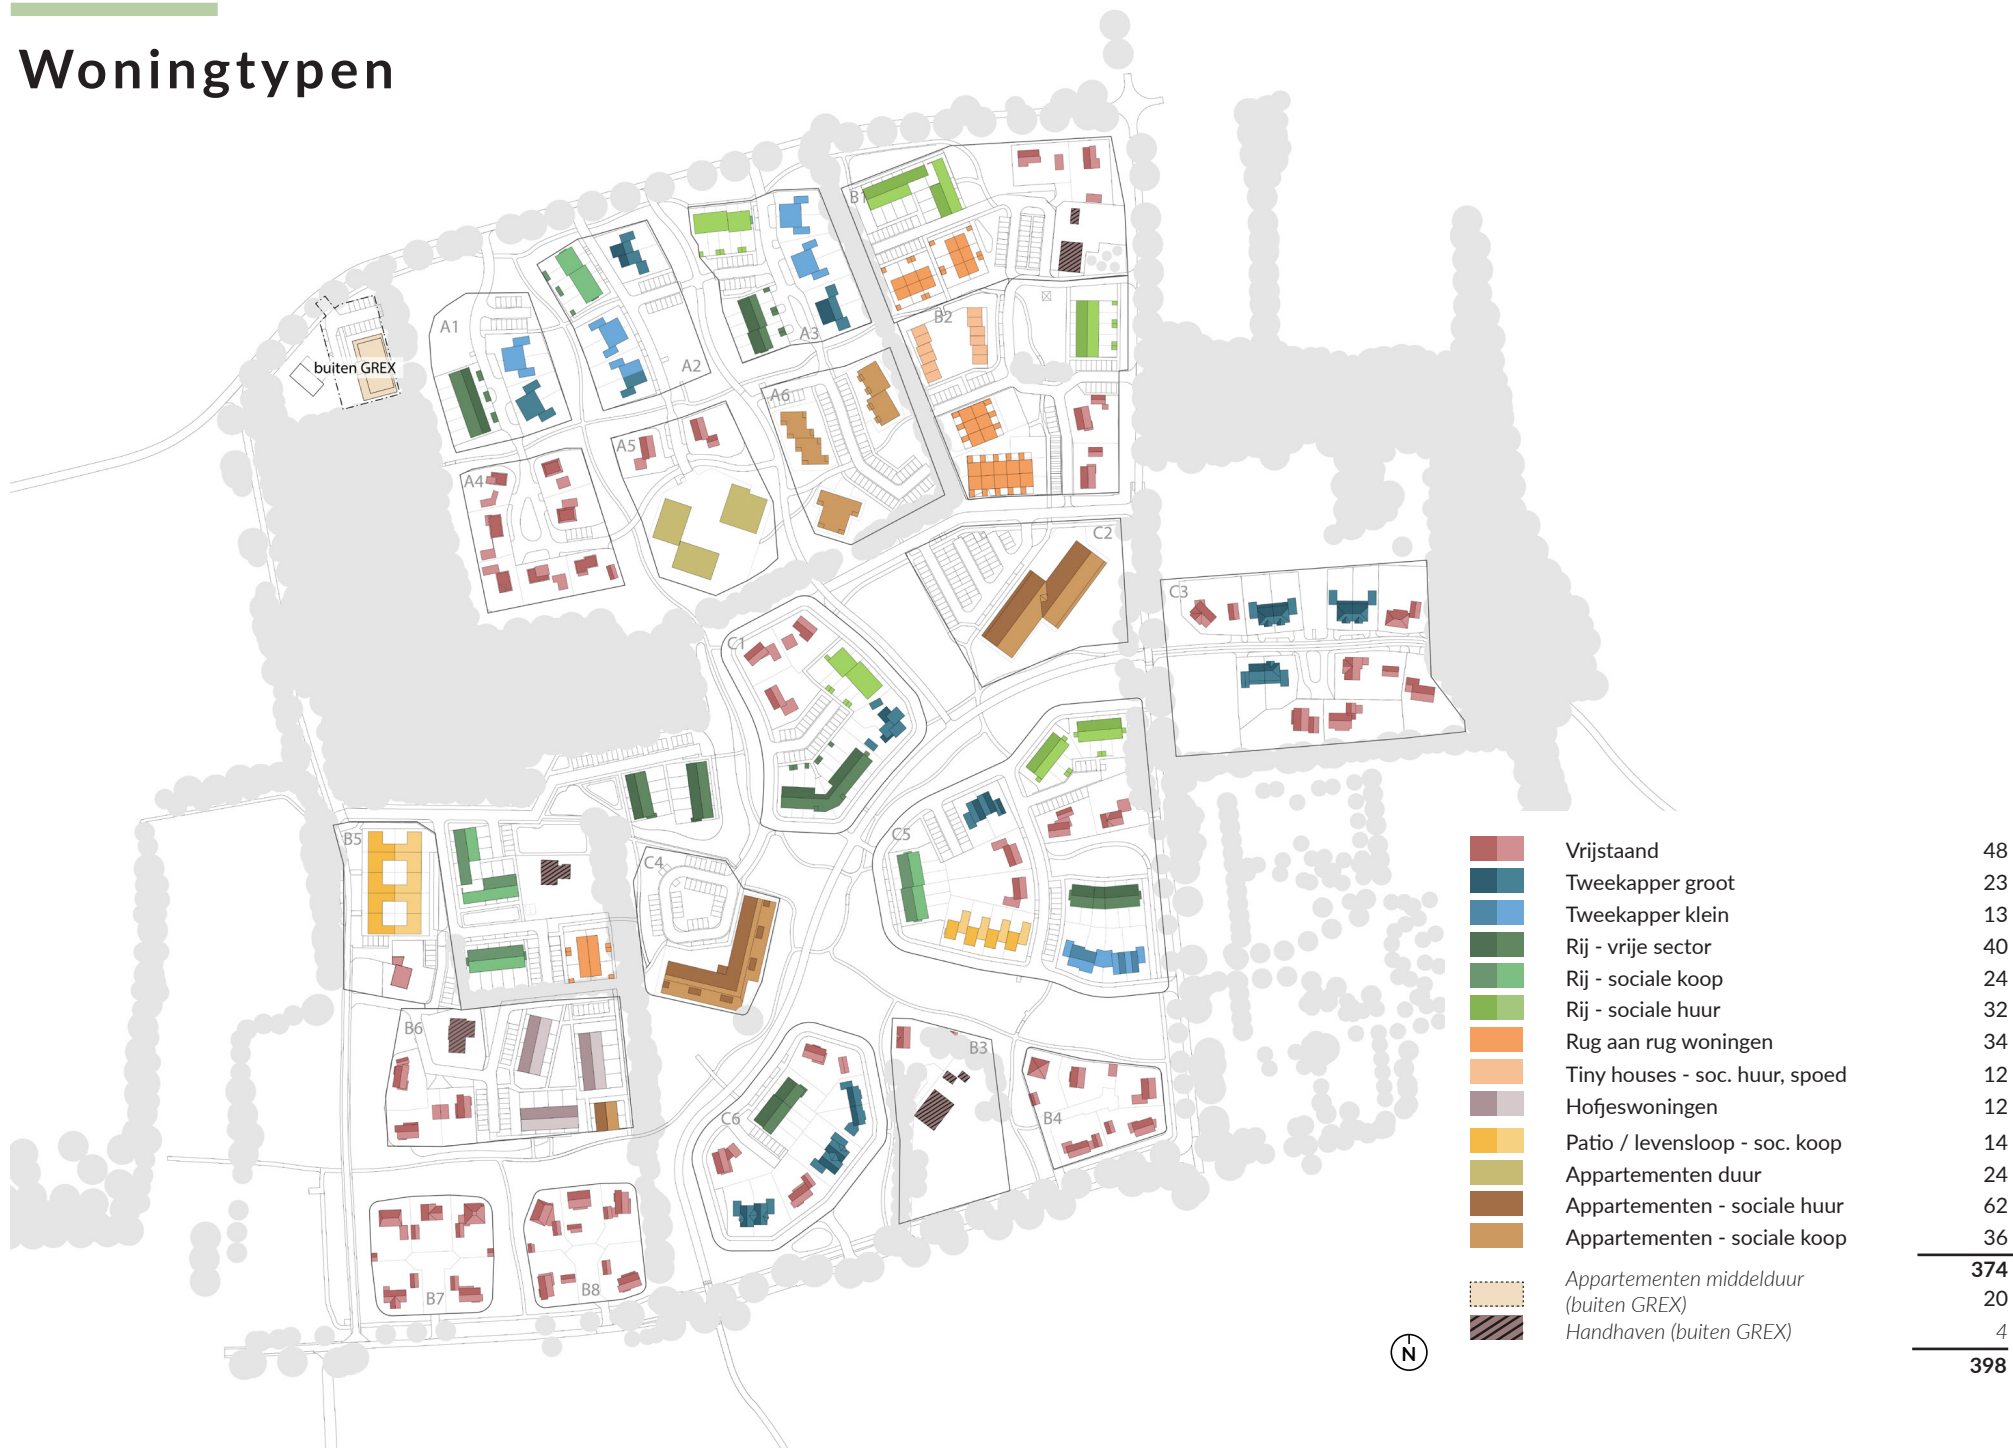 Woningtypen
B1
A1
buiten GREX
A2
A3
B2
A6
A5
A4
C2
C3
C1
B5
C4
C5
B6
B3
B4
C6
B7
B8
Vrijstaand 48
Tweekapper groot 23
Tweekapper klein 13
Rij - vrije sector 40
Rij - sociale koop 24
Rij - sociale huur 32
Rug aan rug woningen 34
Tiny houses - soc. huur, spoed 12
Hofjeswoningen 12
Patio / levensloop - soc. koop 14
Appartementen duur 24
Appartementen - sociale huur 62
Appartementen - sociale koop 36
374
Appartementen middelduur
(buiten GREX) 20
Handhaven (buiten GREX) 4
398
N